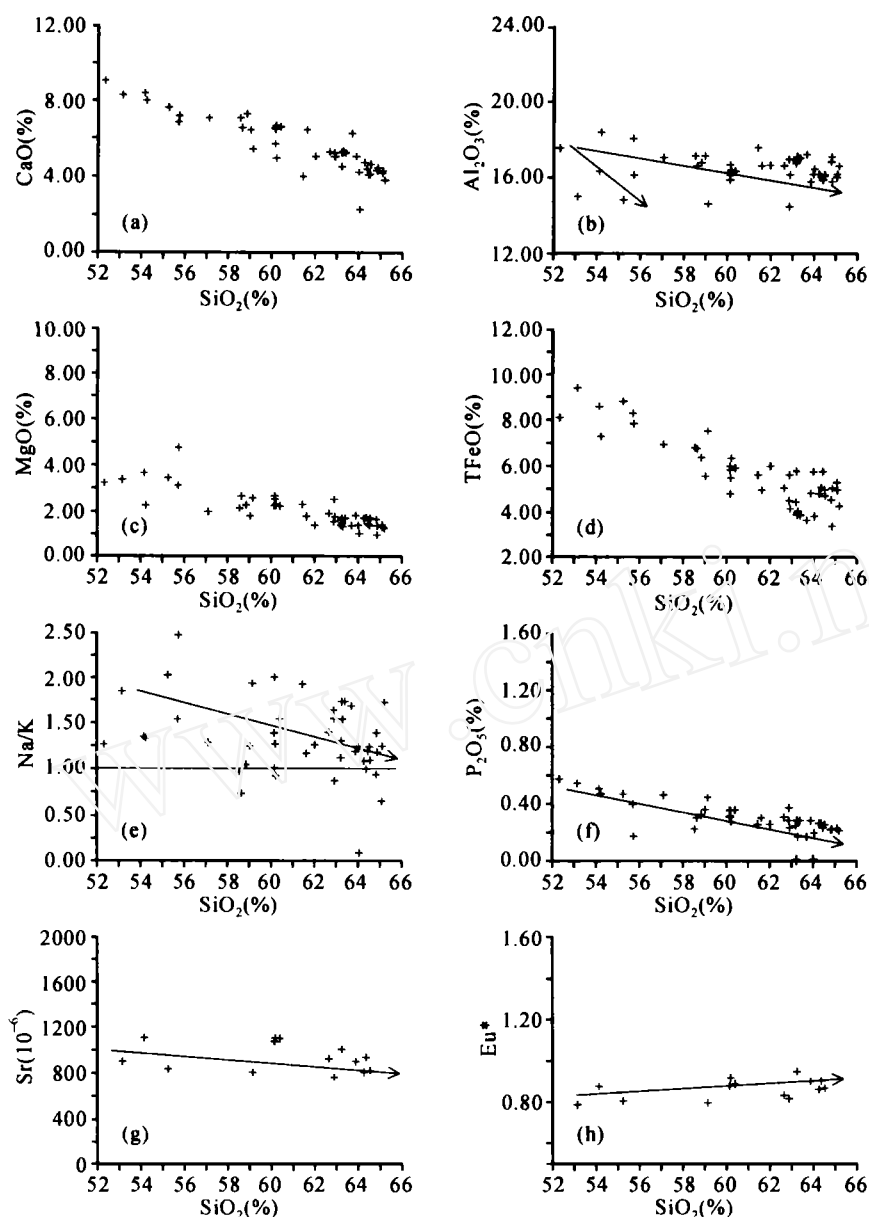 12.00
8.00
4.00
0.00
CaO(%)
(a)
52 54 56 58 60 62 64 66
SiO₂(%)
24.00
20.00
16.00
12.00
Al₂O₃(%)
(b)
52 54 56 58 60 62 64 66
SiO₂(%)
10.00
8.00
6.00
4.00
2.00
0.00
MgO(%)
(c)
52 54 56 58 60 62 64 66
SiO₂(%)
12.00
10.00
8.00
6.00
4.00
2.00
TFeO(%)
(d)
52 54 56 58 60 62 64 66
SiO₂(%)
2.50
2.00
1.50
1.00
0.50
0.00
Na/K
(e)
52 54 56 58 60 62 64 66
SiO₂(%)
1.60
1.20
0.80
0.40
0.00
P₂O₅(%)
(f)
52 54 56 58 60 62 64 66
SiO₂(%)
2000
1600
1200
800
400
0
Sr(10⁻⁶)
(g)
52 54 56 58 60 62 64 66
SiO₂(%)
1.60
1.20
0.80
Eu*
(h)
52 54 56 58 60 62 64 66
SiO₂(%)
www.cnki.n